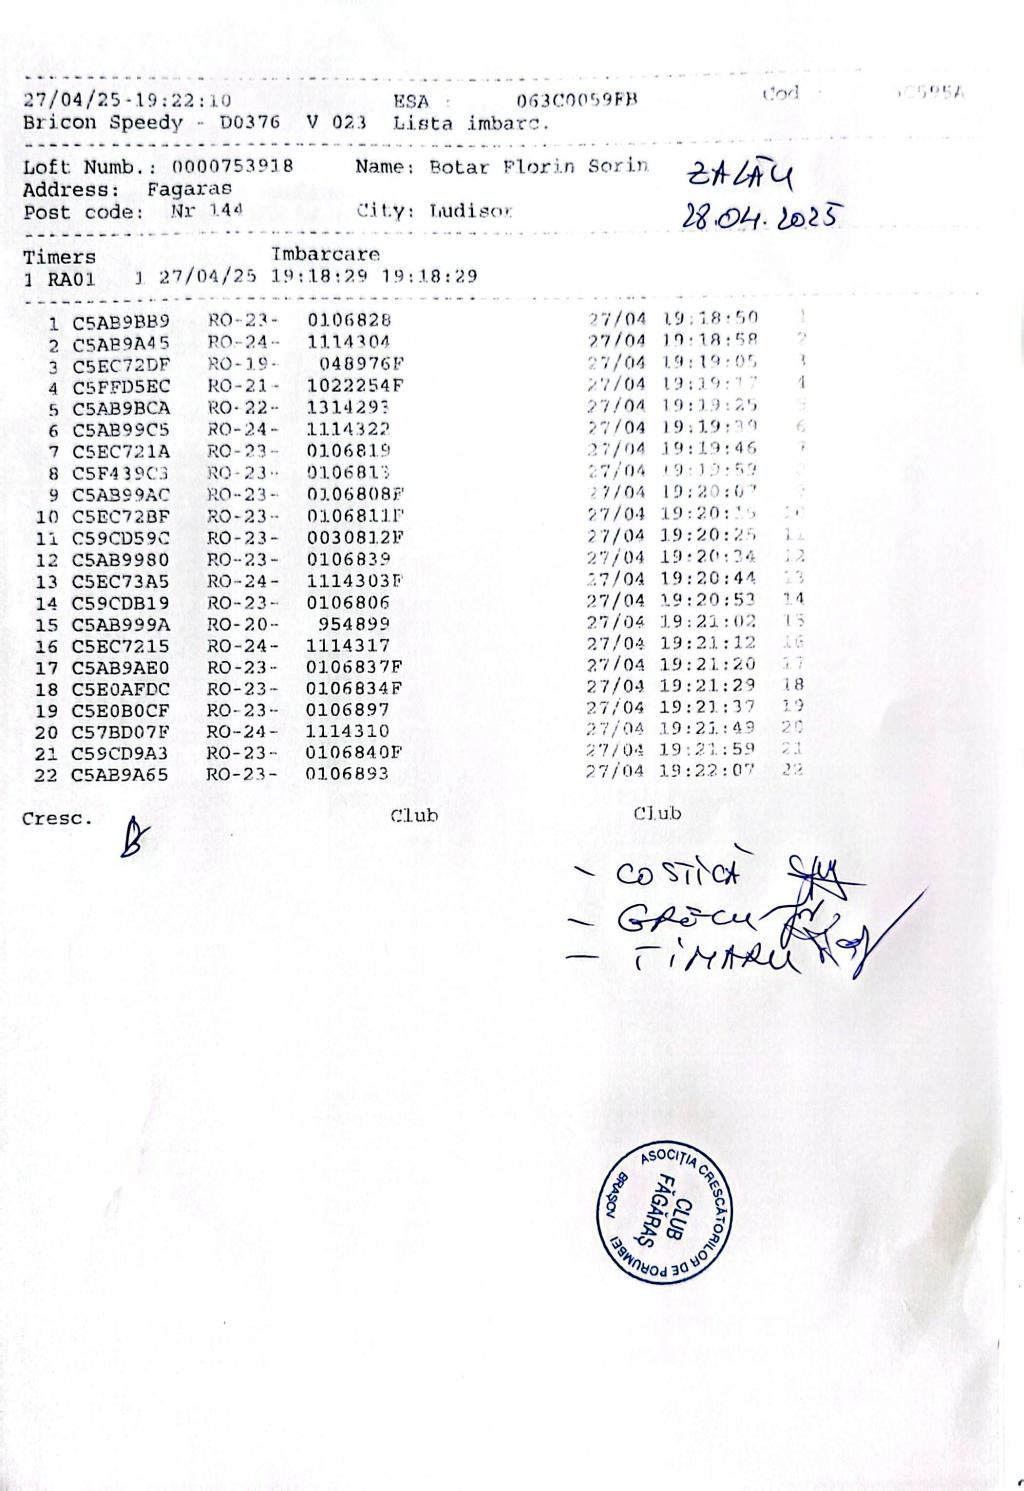 27/04/25-19:22:10 ESA : 063C0059FB Cod : 5C595A
Bricon Speedy - D0376 V 023 Lista imbarc.
Loft Numb.: 0000753918 Name: Botar Florin Sorin
ZALĂU
Address: Fagaras
Post code: Nr 144 City: Ludisor
28.04.2025
Timers Imbarcare
1 RA01 1 27/04/25 19:18:29 19:18:29
1 C5AB9BB9 RO-23- 0106828 27/04 19:18:50 1
2 C5AB9A45 RO-24- 1114304 27/04 19:18:58 2
3 C5EC72DF RO-19- 048976F 27/04 19:19:05 3
4 C5FFD5EC RO-21- 1022254F 27/04 19:19:17 4
5 C5AB9BCA RO-22- 1314293 27/04 19:19:25
6 C5AB99C5 RO-24- 1114322 27/04 19:19:39 6
7 C5EC721A RO-23- 0106819 27/04 19:19:46 7
8 C5F439C3 RO-23- 0106813 27/04 19:19:59
9 C5AB99AC RO-23- 0106808F 27/04 19:20:07
10 C5EC72BF RO-23- 0106811F 27/04 10
11 C59CD59C RO-23- 0030812F 27/04 19:20:25 11
12 C5AB9980 RO-23- 0106839 27/04 19:20:34 12
13 C5EC73A5 RO-24- 1114303F 27/04 19:20:44 13
14 C59CDB19 RO-23- 0106806 27/04 19:20:53 14
15 C5AB999A RO-20- 954899 27/04 19:21:02 15
16 C5EC7215 RO-24- 1114317 27/04 19:21:12 16
17 C5AB9AE0 RO-23- 0106837F 27/04 19:21:20 17
18 C5E0AFDC RO-23- 0106834F 27/04 19:21:29 18
19 C5E0B0CF RO-23- 0106897 27/04 19:21:37 19
20 C57BD07F RO-24- 1114310 27/04 19:21:49 20
21 C59CD9A3 RO-23- 0106840F 27/04 19:21:59 21
22 C5AB9A65 RO-23- 0106893 27/04 19:22:07 22
Cresc. Club Club
- COSTICĂ
- GRECU
- TIMARU
ASOCIȚIA CRESCĂTORILOR DE PORUMBEI BRAȘOV
CLUB
FĂGĂRAȘ